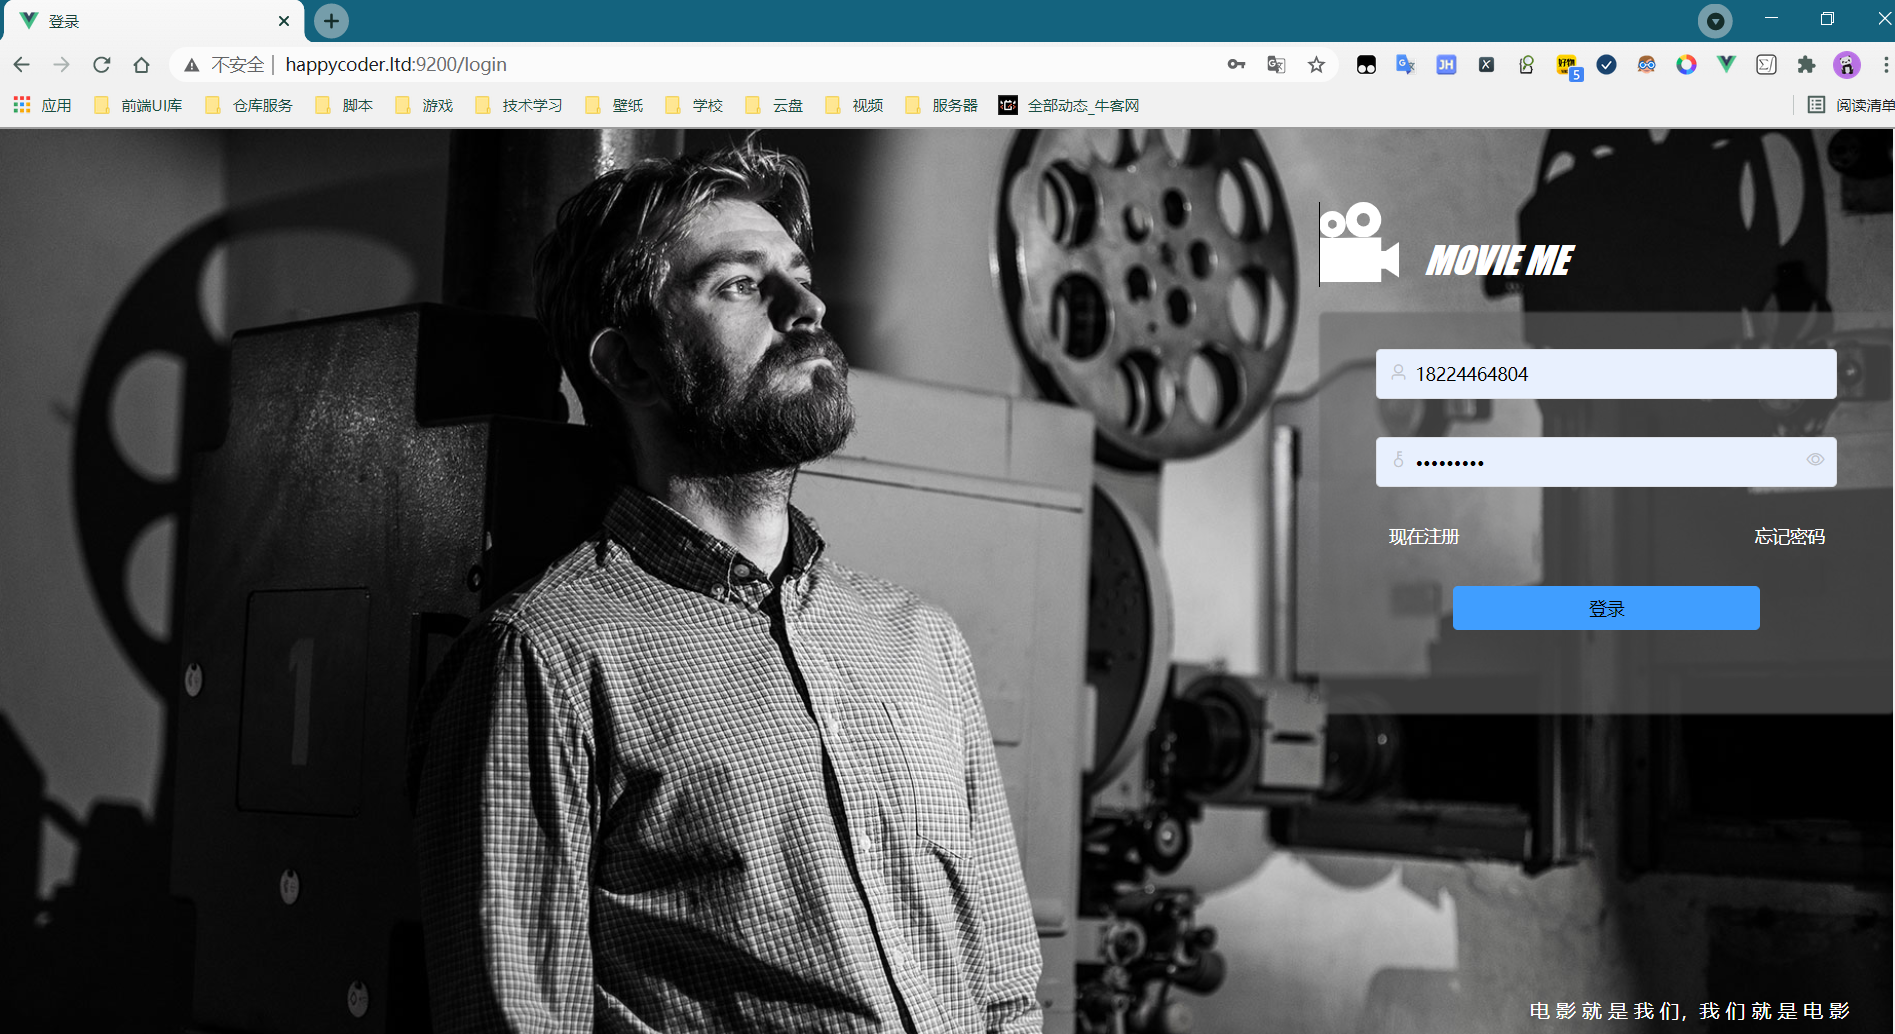 登录
不安全 | happycoder.ltd:9200/login
应用 前端UI库 仓库服务 脚本 游戏 技术学习 壁纸 学校 云盘 视频 服务器 全部动态_牛客网 阅读清单
MOVIE ME
18224464804
•••••••••
现在注册 忘记密码
登录
电影就是我们，我们就是电影